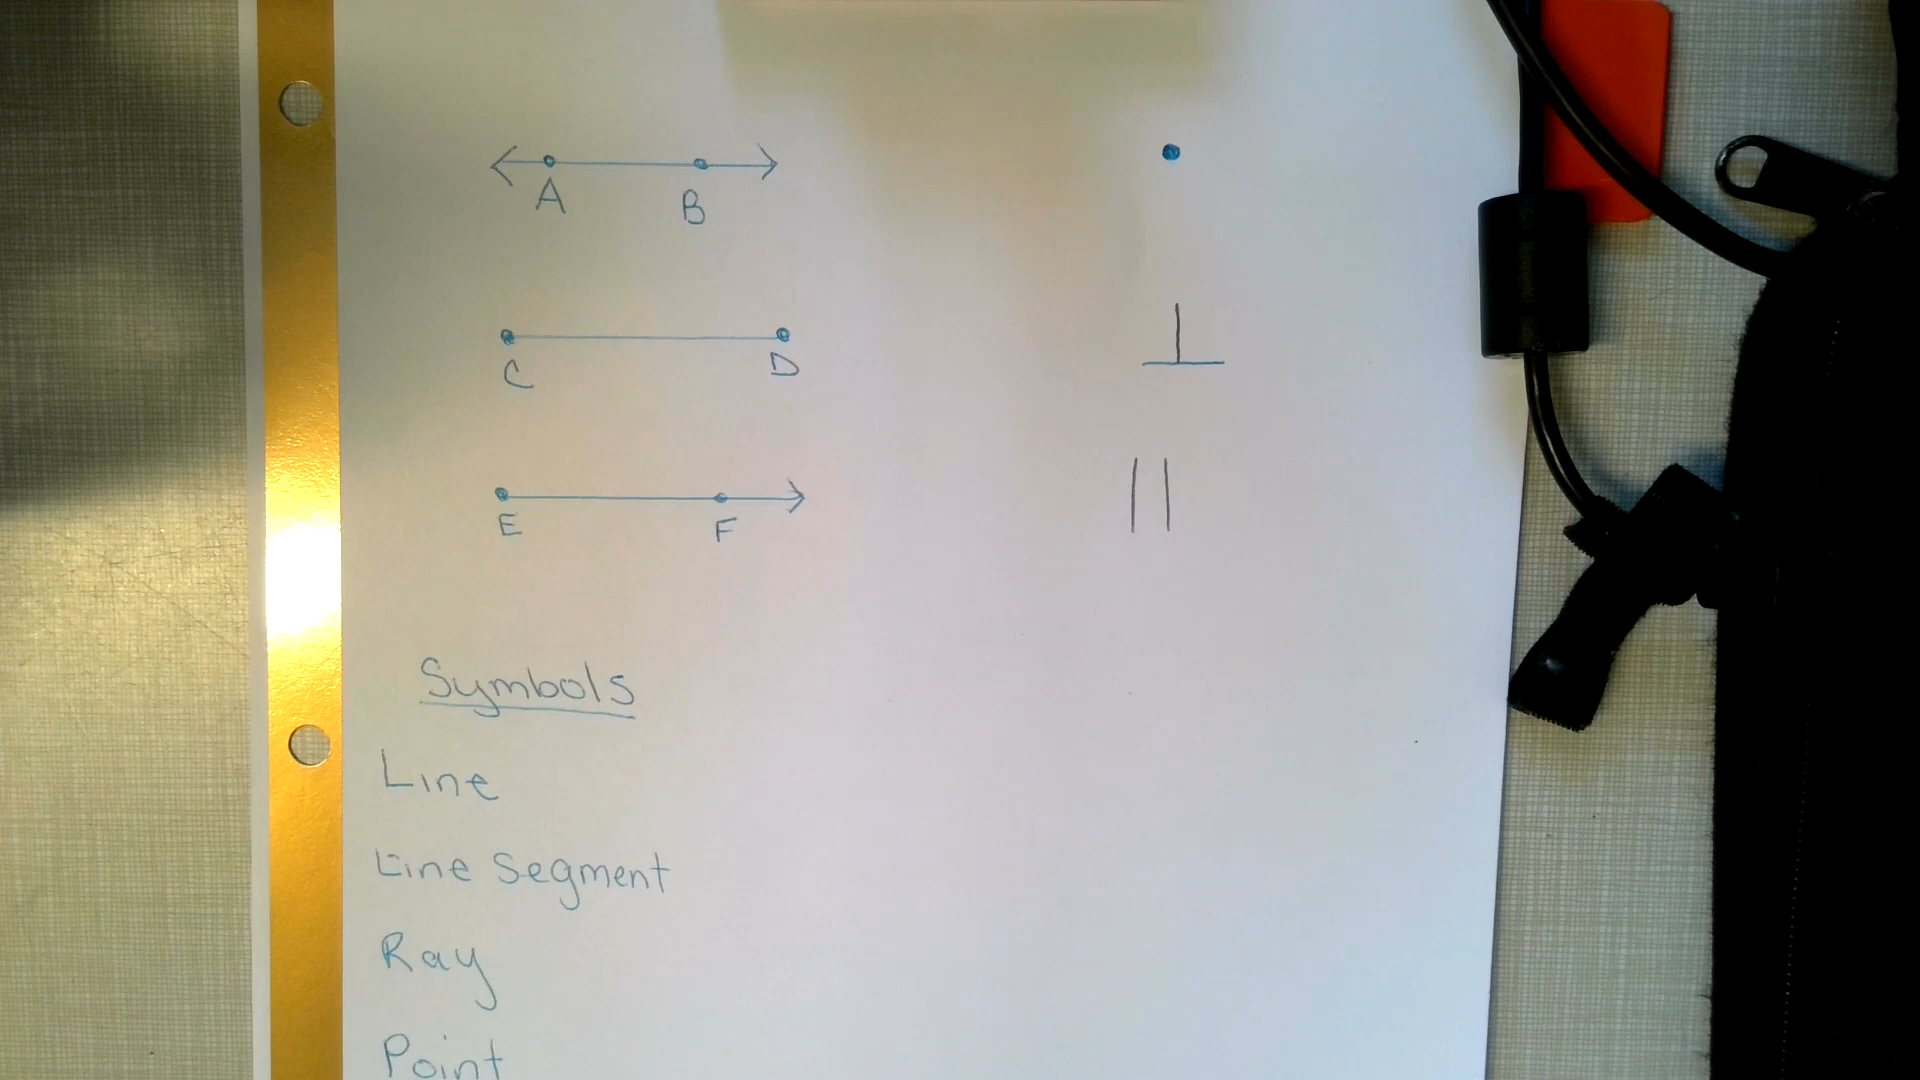 A B
C D
E F
Symbols
Line
Line Segment
Ray
Point